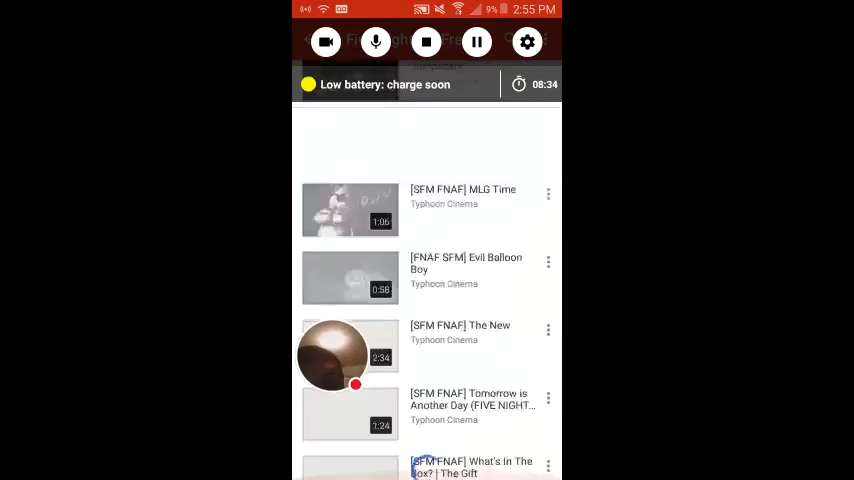 9% 2:55 PM
Low battery: charge soon
08:34
[SFM FNAF] MLG Time
Typhoon Cinema
1:06
[FNAF SFM] Evil Balloon
Boy
Typhoon Cinema
0:58
[SFM FNAF] The New
Typhoon Cinema
2:34
[SFM FNAF] Tomorrow is
Another Day (FIVE NIGHT...
Typhoon Cinema
1:24
[SFM FNAF] What's In The
Box? | The Gift